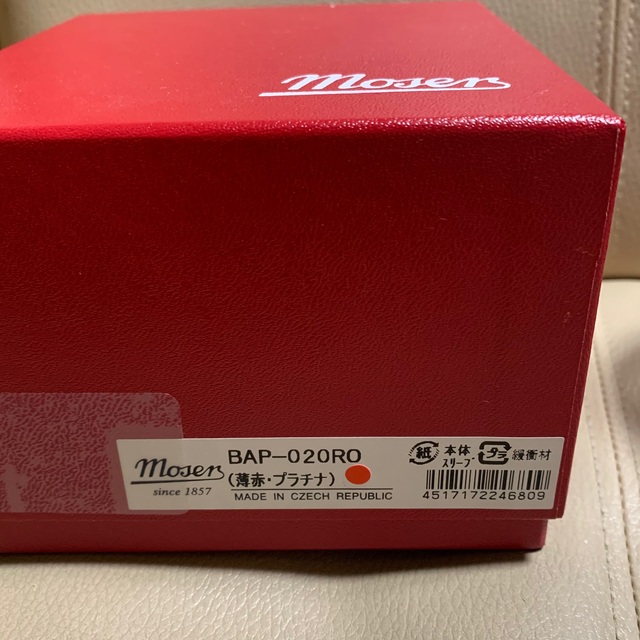 moser
moser
since 1857
BAP-020RO
(薄赤・プラチナ)
MADE IN CZECH REPUBLIC
紙 本体
スリーブ
プラ 緩衝材
4517172246809